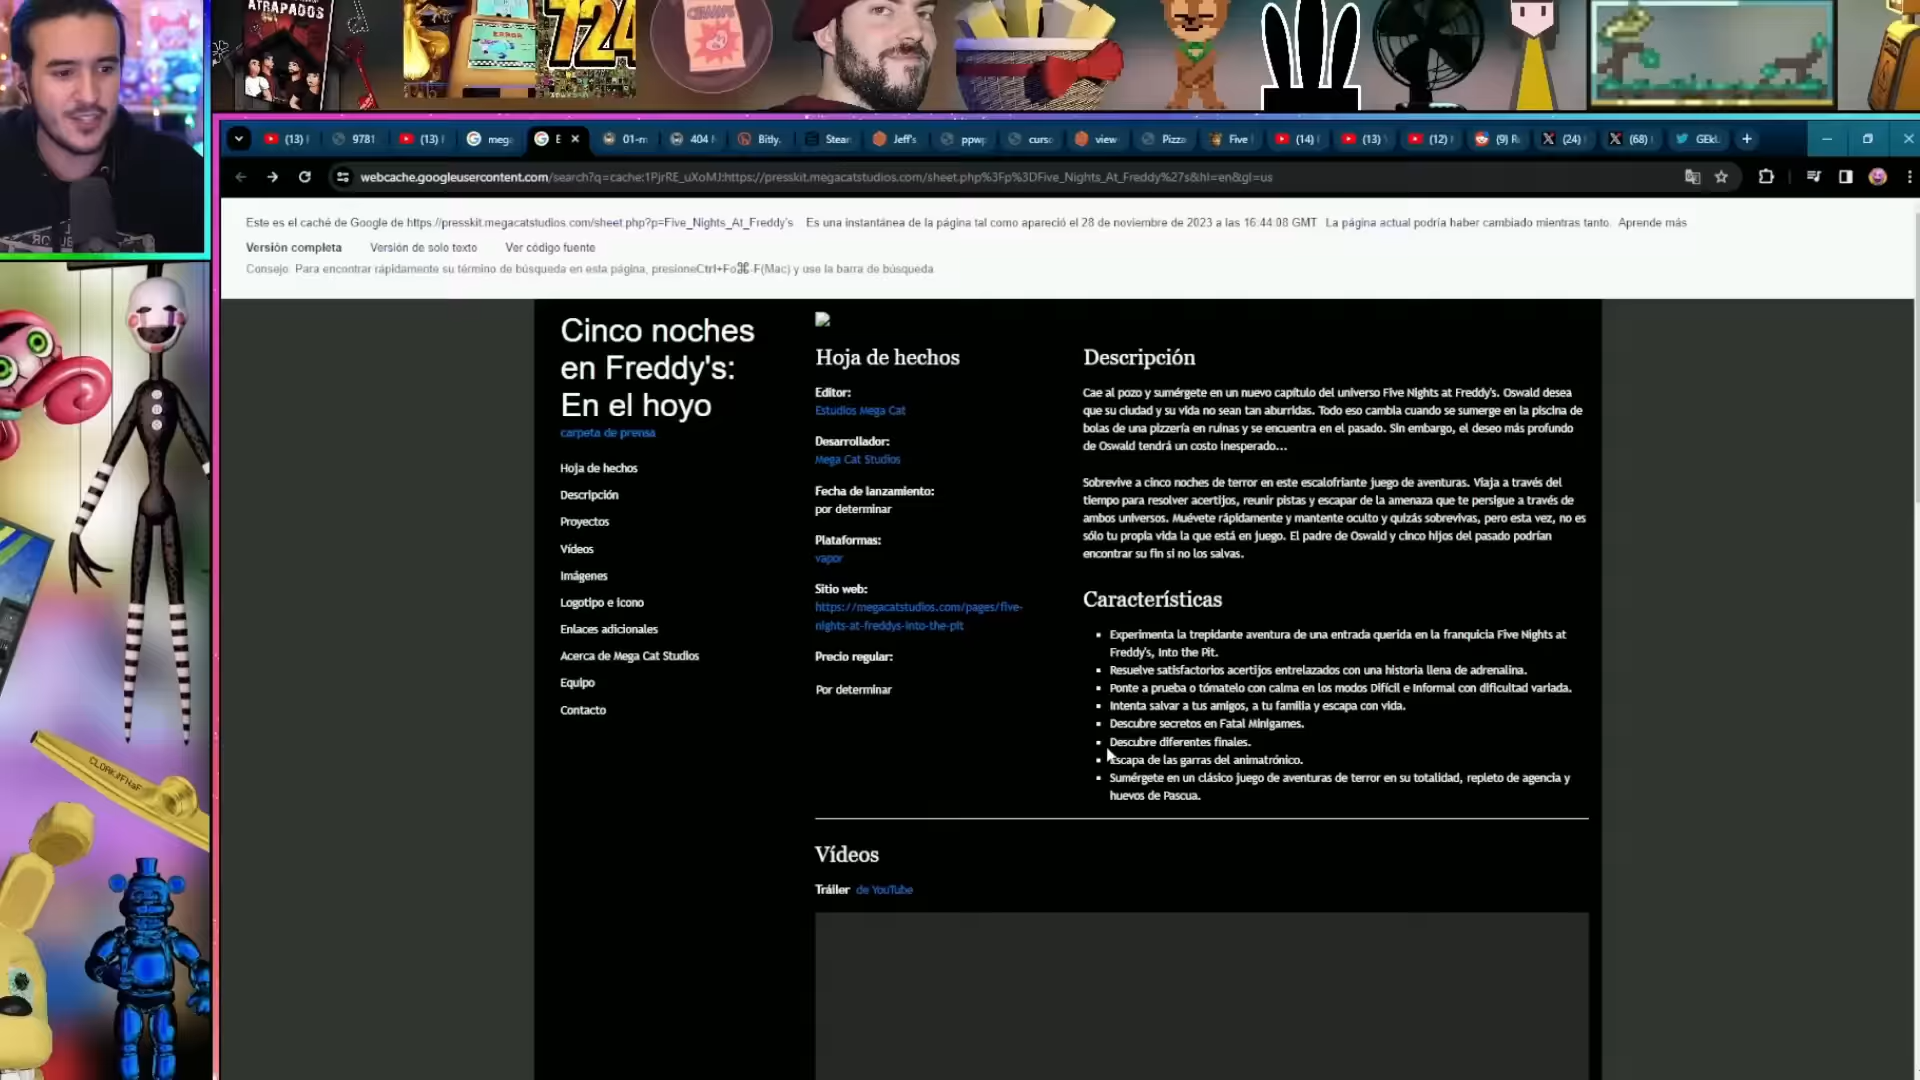 ATRAPADOS
ERROR
724
(13)
9781
(13)
mega
E
01-m
404
Bitly.
Stear
Jeff's
ppwp
curso
view
Pizza
Five
(14)
(13)
(12)
(9) R
(24)
(68)
GEkL
webcache.googleusercontent.com/search?q=cache:1PjrRE_uXoMJ:https://presskit.megacatstudios.com/sheet.php%3Fp%3DFive_Nights_At_Freddy%27s&hl=en&gl=us
Este es el caché de Google de https://presskit.megacatstudios.com/sheet.php?p=Five_Nights_At_Freddy's Es una instantánea de la página tal como apareció el 28 de noviembre de 2023 a las 16:44:08 GMT La página actual podría haber cambiado mientras tanto. Aprende más
Versión completa Versión de solo texto Ver código fuente
Consejo: Para encontrar rápidamente su término de búsqueda en esta página, presioneCtrl+Fo⌘-F(Mac) y use la barra de búsqueda
Cinco noches
en Freddy's:
En el hoyo
carpeta de prensa
Hoja de hechos
Descripción
Proyectos
Vídeos
Imágenes
Logotipo e icono
Enlaces adicionales
Acerca de Mega Cat Studios
Equipo
Contacto
Hoja de hechos
Editor:
Estudios Mega Cat
Desarrollador:
Mega Cat Studios
Fecha de lanzamiento:
por determinar
Plataformas:
vapor
Sitio web:
https://megacatstudios.com/pages/five-
nights-at-freddys-into-the-pit
Precio regular:
Por determinar
Descripción
Cae al pozo y sumérgete en un nuevo capítulo del universo Five Nights at Freddy's. Oswald desea
que su ciudad y su vida no sean tan aburridas. Todo eso cambia cuando se sumerge en la piscina de
bolas de una pizzería en ruinas y se encuentra en el pasado. Sin embargo, el deseo más profundo
de Oswald tendrá un costo inesperado...
Sobrevive a cinco noches de terror en este escalofriante juego de aventuras. Viaja a través del
tiempo para resolver acertijos, reunir pistas y escapar de la amenaza que te persigue a través de
ambos universos. Muévete rápidamente y mantente oculto y quizás sobrevivas, pero esta vez, no es
sólo tu propia vida la que está en juego. El padre de Oswald y cinco hijos del pasado podrían
encontrar su fin si no los salvas.
Características
Experimenta la trepidante aventura de una entrada querida en la franquicia Five Nights at
Freddy's, Into the Pit.
Resuelve satisfactorios acertijos entrelazados con una historia llena de adrenalina.
Ponte a prueba o tómatelo con calma en los modos Difícil e Informal con dificultad variada.
Intenta salvar a tus amigos, a tu familia y escapa con vida.
Descubre secretos en Fatal Minigames.
Descubre diferentes finales.
Escapa de las garras del animatrónico.
Sumérgete en un clásico juego de aventuras de terror en su totalidad, repleto de agencia y
huevos de Pascua.
Vídeos
Tráiler de YouTube